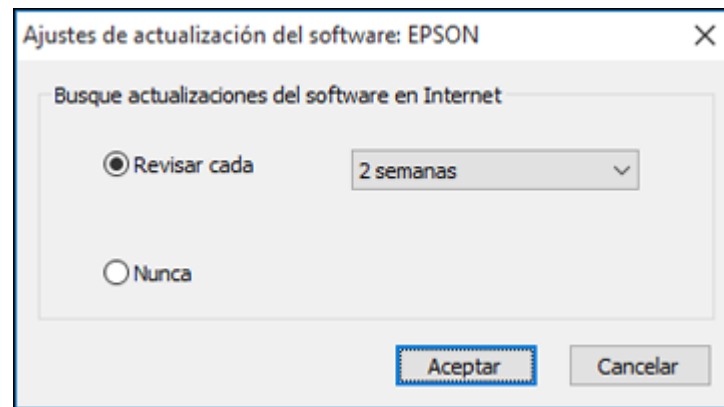 Ajustes de actualización del software: EPSON
Busque actualizaciones del software en Internet
Revisar cada 2 semanas
Nunca
Aceptar Cancelar